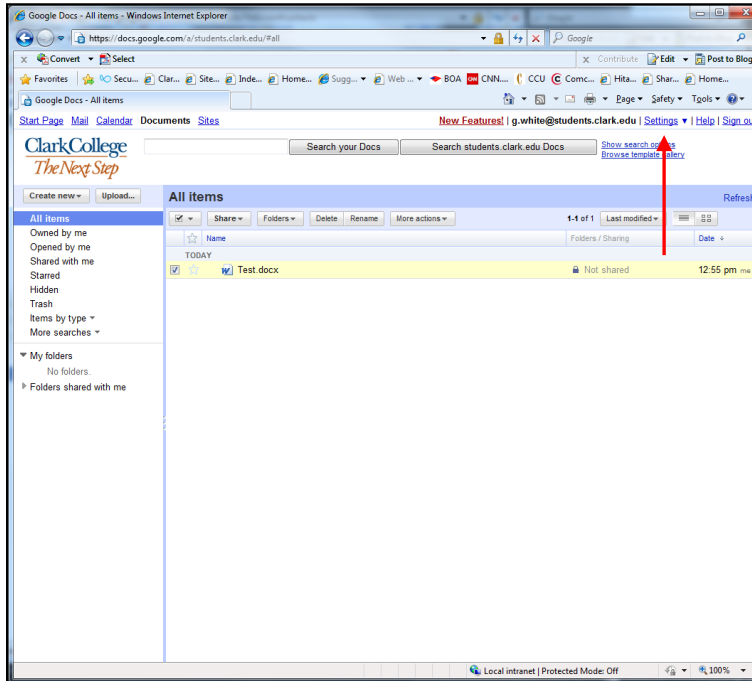 Google Docs - All items - Windows Internet Explorer
https://docs.google.com/a/students.clark.edu/#all
Google
x Convert Select
x Contribute Edit Post to Blog
Favorites Secu... Clar... Site... Inde... Home... Sugg... Web ... BOA CNN.... CCU Comc... Hita... Shar... Home...
Google Docs - All items
Page Safety Tools
Start Page Mail Calendar Documents Sites
New Features! | g.white@students.clark.edu | Settings ▼ | Help | Sign ou
ClarkCollege
The Next Step
Search your Docs
Search students.clark.edu Docs
Show search
Browse template
Create new Upload...
All items
Refresh
All items
Owned by me
Opened by me
Shared with me
Starred
Hidden
Trash
Items by type
More searches
My folders
No folders.
Folders shared with me
Share Folders Delete Rename More actions
1-1 of 1 Last modified
Name
Folders / Sharing
Date
TODAY
Test.docx
Not shared
12:55 pm me
Local intranet | Protected Mode: Off
100%